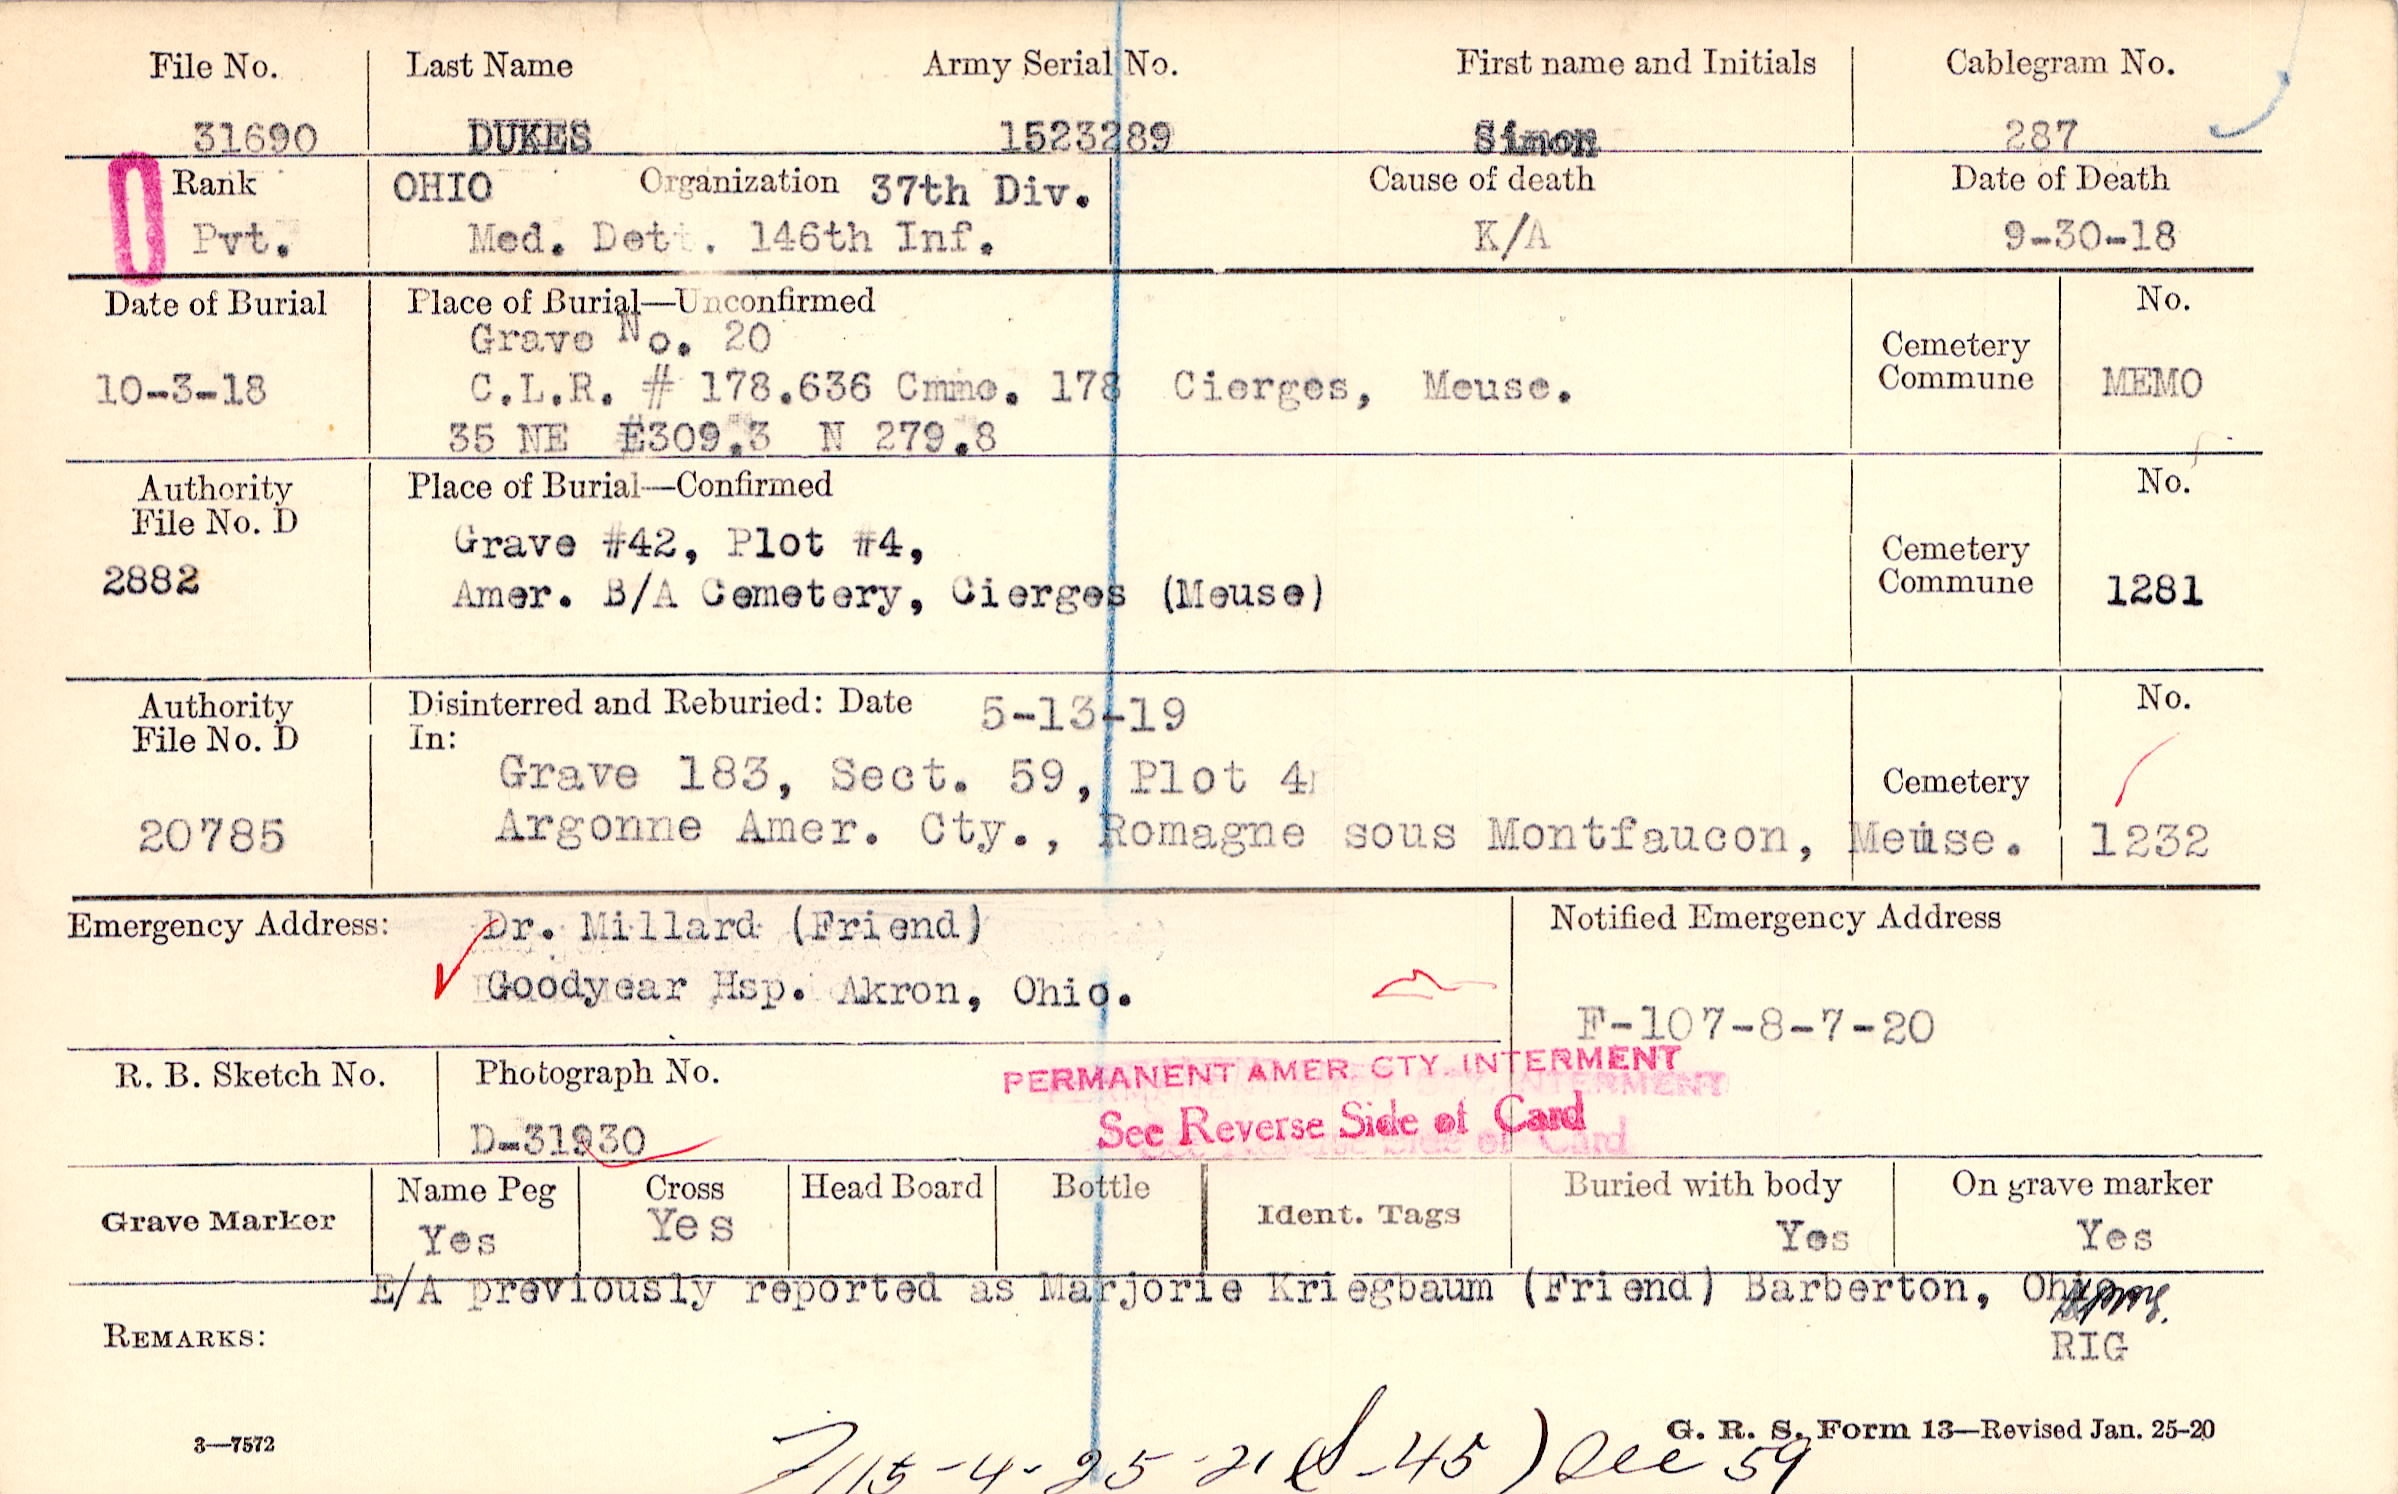 File No. Last Name Army Serial No. First name and Initials Cablegram No.
31690 DUKES 1523289 Simon 287
Rank OHIO Organization 37th Div. Cause of death Date of Death
Pvt. Med. Det. 146th Inf. K/A 9-30-18
Date of Burial Place of Burial—Unconfirmed No.
Grave No. 20
Cemetery
10-3-18 C.L.R. # 178.636 Cmne. 178 Cierges, Meuse. Commune MEMO
35 NE E309.3 N 279.8
Authority Place of Burial—Confirmed No.
File No. D
Grave #42, Plot #4, Cemetery
2882 Amer. B/A Cemetery, Cierges (Meuse) Commune 1281
Authority Disinterred and Reburied: Date 5-13-19 No.
File No. D In:
Grave 183, Sect. 59, Plot 4 Cemetery
20785 Argonne Amer. Cty., Romagne sous Montfaucon, Meuse. 1232
Emergency Address: Dr. Millard (Friend) Notified Emergency Address
Goodyear Hsp. Akron, Ohio.
F-107-8-7-20
R. B. Sketch No. Photograph No. PERMANENT AMER. CTY. INTERMENT
D-31930 See Reverse Side of Card
Grave Marker Name Peg Cross Head Board Bottle Ident. Tags Buried with body On grave marker
Yes Yes Yes Yes
E/A previously reported as Marjorie Kriegbaum (Friend) Barberton, Ohio
REMARKS: RIG
3—7572 G. R. S. Form 13—Revised Jan. 25-20
-4-25-21 -45) See 59